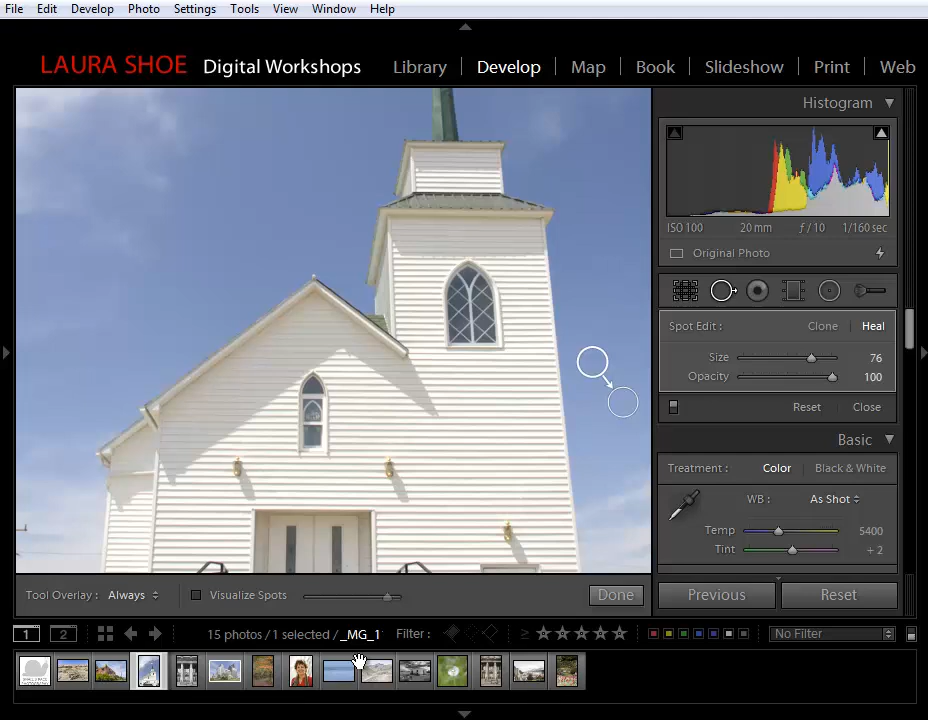 File Edit Develop Photo Settings Tools View Window Help
LAURA SHOE Digital Workshops Library Develop Map Book Slideshow Print Web
Histogram
ISO 100 20 mm ƒ / 10 1/160 sec
Original Photo
Spot Edit : Clone Heal
Size 76
Opacity 100
Reset Close
Basic
Treatment : Color Black & White
WB : As Shot
Temp 5400
Tint + 2
Tool Overlay : Always Visualize Spots Done Previous Reset
1 2 15 photos / 1 selected / _MG_1 Filter : No Filter